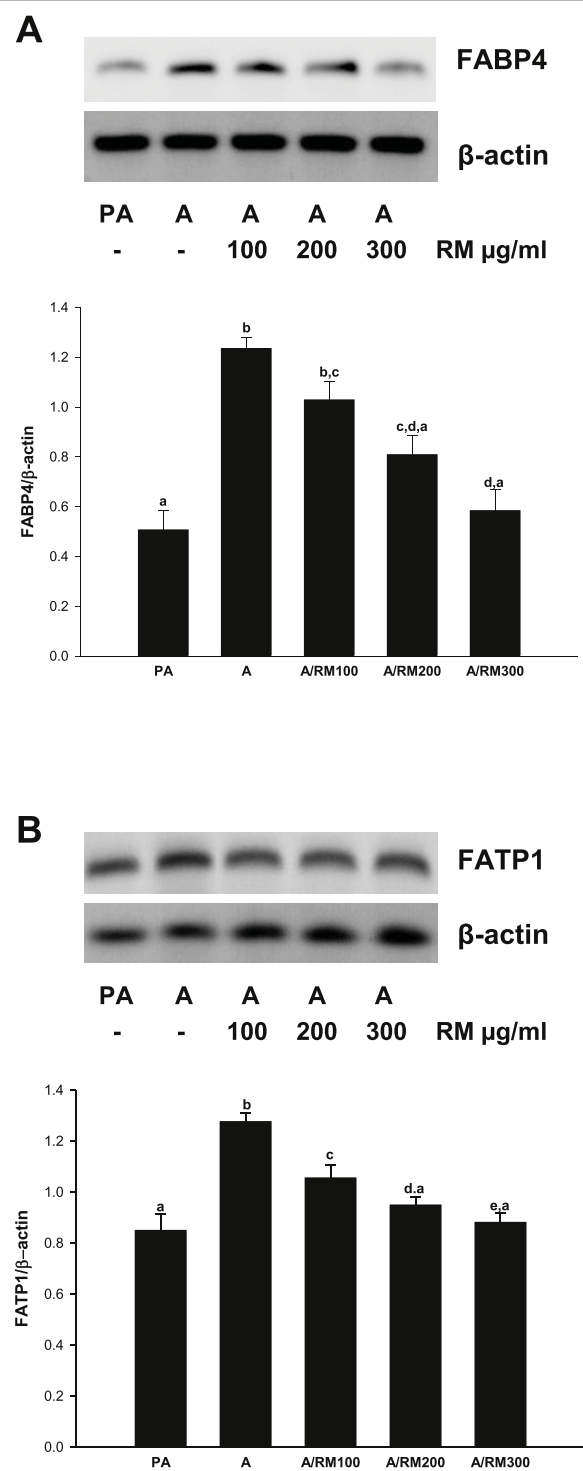 A
FABP4
β-actin
PA A A A A
- - 100 200 300 RM µg/ml
1.4
1.2
1.0
0.8
0.6
0.4
0.2
0.0
FABP4/β-actin
a
b
b,c
c,d,a
d,a
PA A A/RM100 A/RM200 A/RM300
B
FATP1
β-actin
PA A A A A
- - 100 200 300 RM µg/ml
1.4
1.2
1.0
0.8
0.6
0.4
0.2
0.0
FATP1/β–actin
a
b
c
d.a
e,a
PA A A/RM100 A/RM200 A/RM300